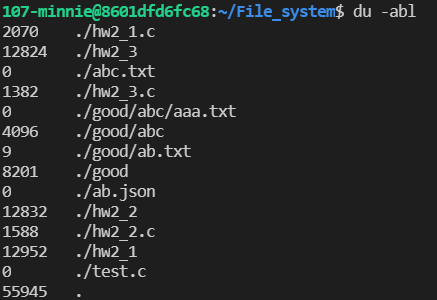 107-minnie@8601dfd6fc68:~/File_system$ du -abl
2070 ./hw2_1.c
12824 ./hw2_3
0 ./abc.txt
1382 ./hw2_3.c
0 ./good/abc/aaa.txt
4096 ./good/abc
9 ./good/ab.txt
8201 ./good
0 ./ab.json
12832 ./hw2_2
1588 ./hw2_2.c
12952 ./hw2_1
0 ./test.c
55945 .